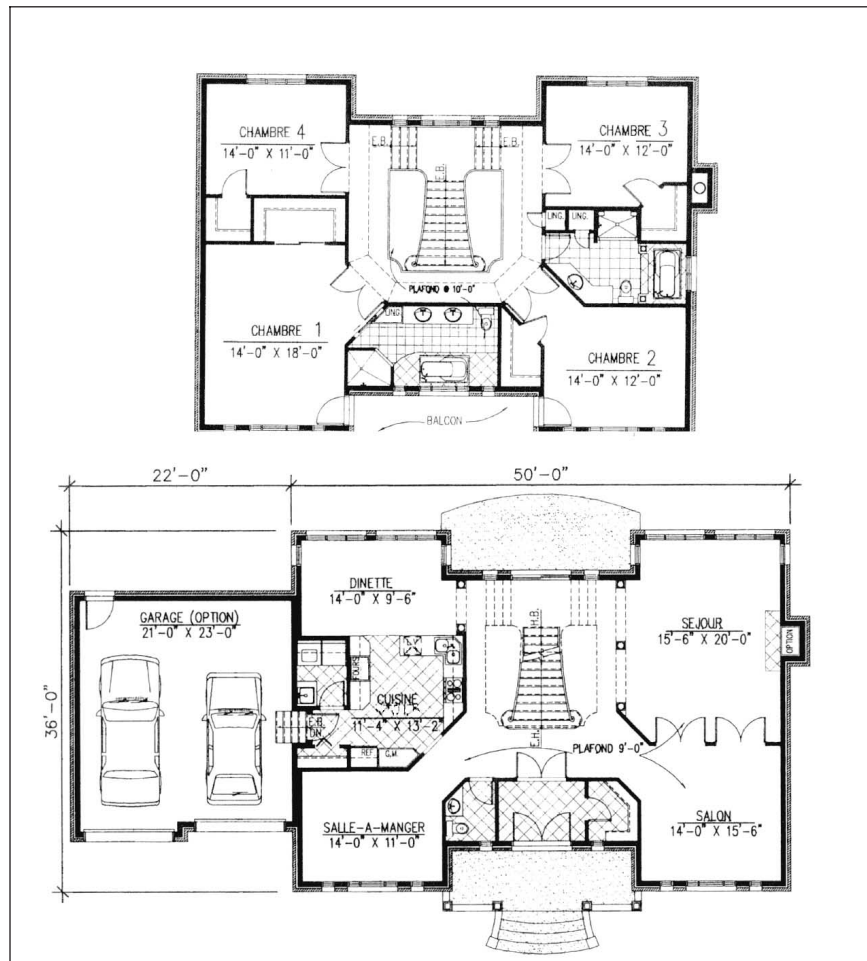 CHAMBRE 4
14'-0" X 11'-0"
CHAMBRE 3
14'-0" X 12'-0"
E.B.
E.B.
E.B.
LING.
LING.
PLAFOND @ 10'-0"
LING.
CHAMBRE 1
14'-0" X 18'-0"
CHAMBRE 2
14'-0" X 12'-0"
BALCON
22'-0"
50'-0"
36'-0"
DINETTE
14'-0" X 9'-6"
GARAGE (OPTION)
21'-0" X 23'-0"
H.B.
SEJOUR
15'-6" X 20'-0"
OPTION
FOURS
CUISINE
11'-4" X 13'-2"
E.B.
DN
REF
G.M.
E.H.
PLAFOND 9'-0"
SALLE-A-MANGER
14'-0" X 11'-0"
SALON
14'-0" X 15'-6"